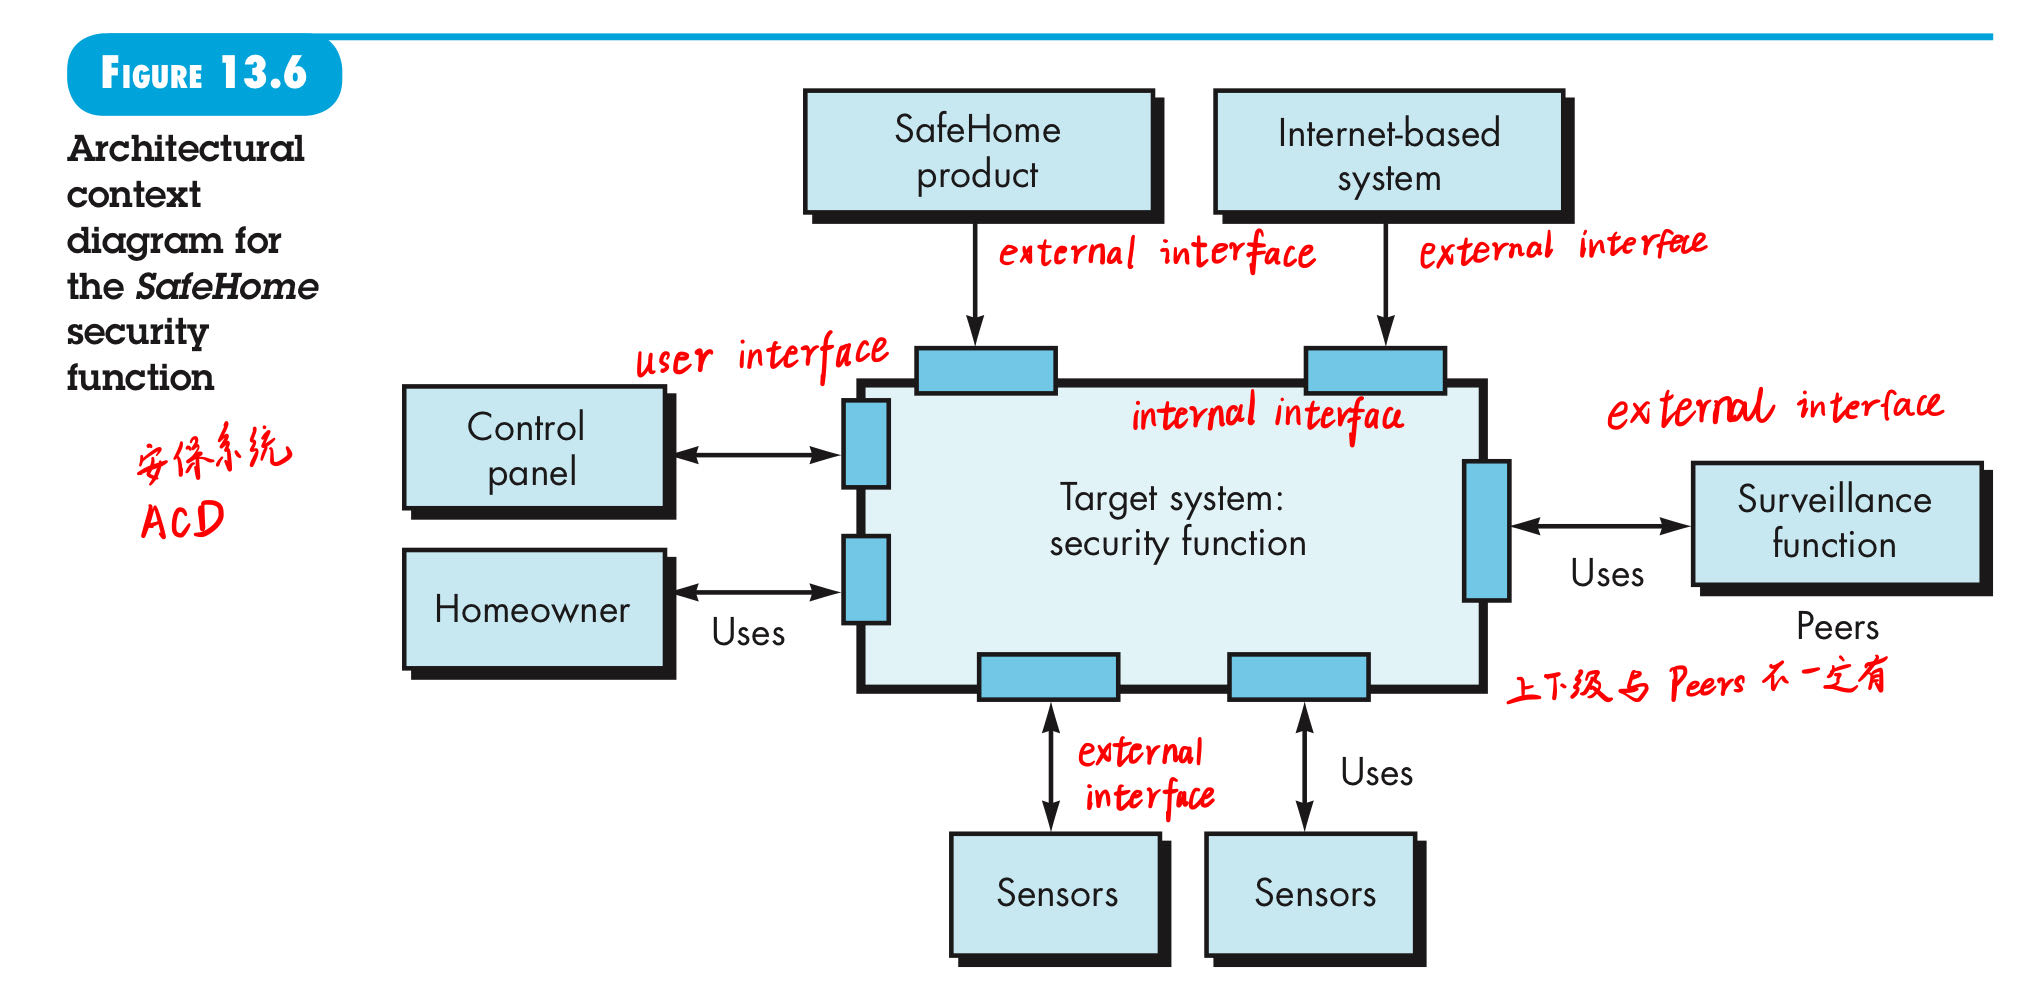 FIGURE 13.6
Architectural
context
diagram for
the SafeHome
security
function
安保系统
ACD
SafeHome
product
Internet-based
system
external interface
external interfece
user interface
internal interface
external interface
Control
panel
Target system:
security function
Surveillance
function
Uses
Homeowner
Uses
Peers
上下级与 Peers 不一定有
external
interface
Uses
Sensors
Sensors